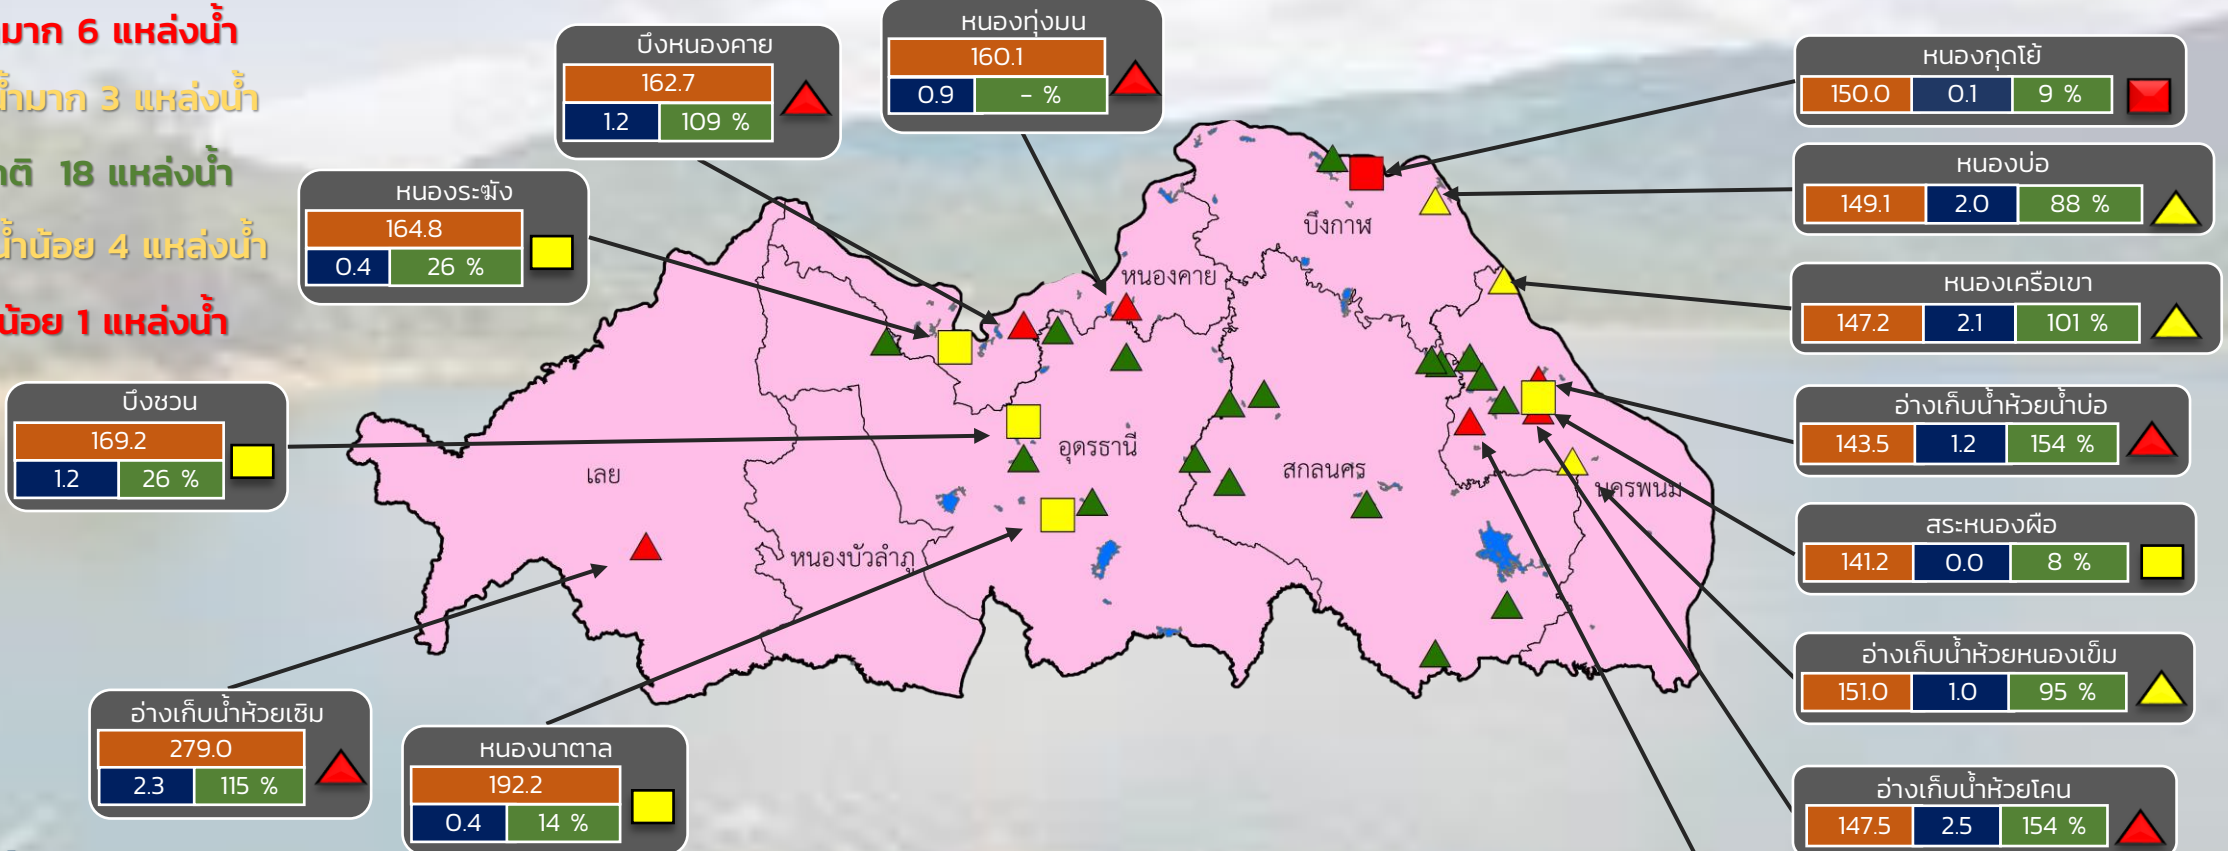 มาก 6 แหล่งน้ำ
น้ำมาก 3 แหล่งน้ำ
18 แหล่งน้ำ
น้ำน้อย 4 แหล่งน้ำ
น้อย 1 แหล่งน้ำ
บึงหนองคาย
162.7
1.2 109 %
หนองทุ่งมน
160.1
0.9 - %
หนองระฆัง
164.8
0.4 26 %
บึงชวน
169.2
1.2 26 %
อ่างเก็บน้ำห้วยเซิม
279.0
2.3 115 %
หนองนาตาล
192.2
0.4 14 %
บึงกาฬ
หนองคาย
อุดรธานี
เลย
สกลนคร
นครพนม
หนองบัวลำภู
หนองกุดโย้
150.0 0.1 9 %
หนองบ่อ
149.1 2.0 88 %
หนองเครือเขา
147.2 2.1 101 %
อ่างเก็บน้ำห้วยน้ำบ่อ
143.5 1.2 154 %
สระหนองผือ
141.2 0.0 8 %
อ่างเก็บน้ำห้วยหนองเข็ม
151.0 1.0 95 %
อ่างเก็บน้ำห้วยโคน
147.5 2.5 154 %